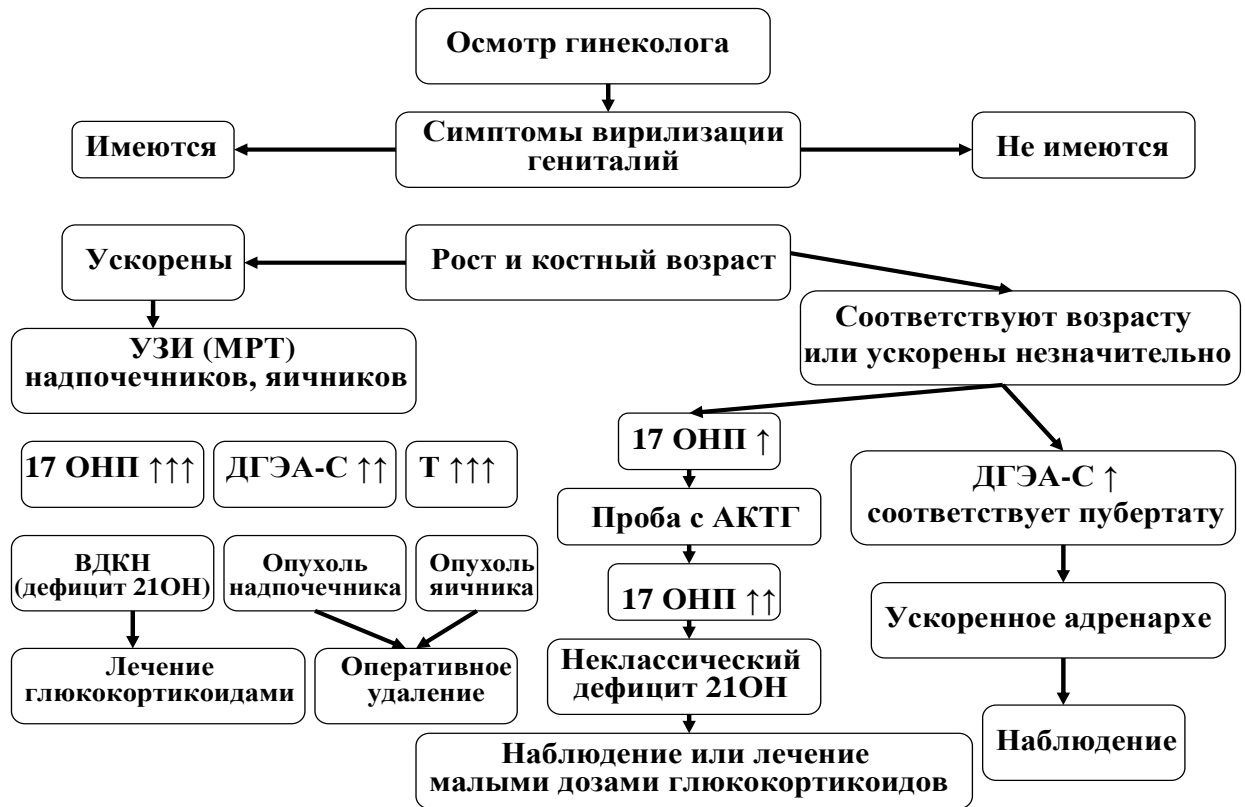 Осмотр гинеколога
Имеются
Симптомы вирилизации
гениталий
Не имеются
Ускорены
Рост и костный возраст
Соответствуют возрасту
или ускорены незначительно
УЗИ (МРТ)
надпочечников, яичников
17 ОНП ↑↑↑
ДГЭА-С ↑↑
Т ↑↑↑
17 ОНП ↑
ДГЭА-С ↑
соответствует пубертату
Проба с АКТГ
ВДКН
(дефицит 21ОН)
Опухоль
надпочечника
Опухоль
яичника
17 ОНП ↑↑
Ускоренное адренархе
Лечение
глюкокортикоидами
Оперативное
удаление
Неклассический
дефицит 21ОН
Наблюдение
Наблюдение или лечение
малыми дозами глюкокортикоидов